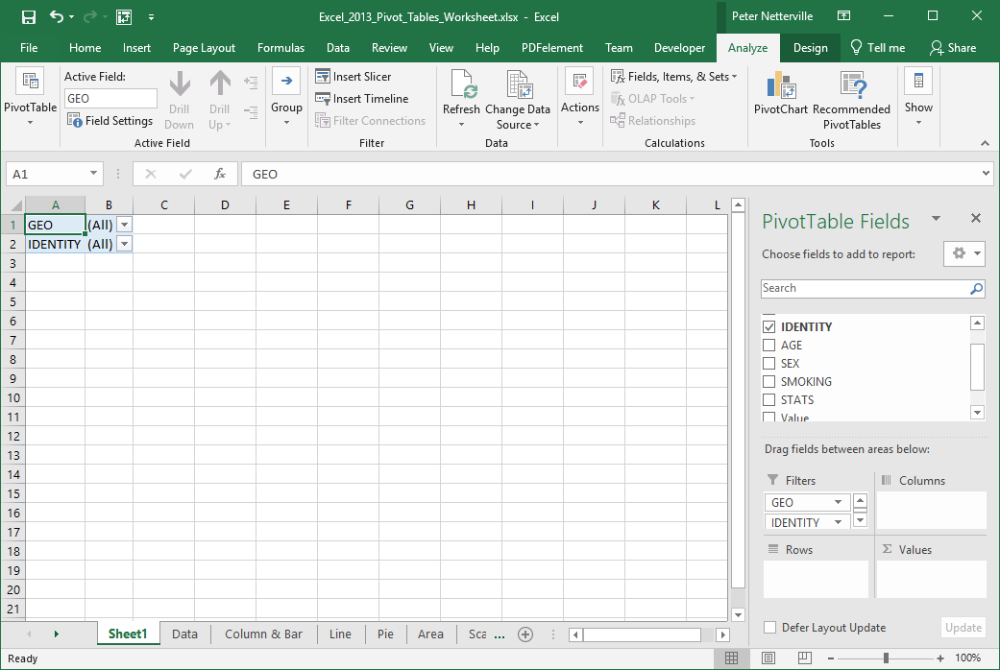 Excel_2013_Pivot_Tables_Worksheet.xlsx - Excel
Peter Netterville
File Home Insert Page Layout Formulas Data Review View Help PDFelement Team Developer Analyze Design Tell me Share
PivotTable
Active Field:
GEO
Field Settings
Drill Down
Drill Up
Active Field
Group
Insert Slicer
Insert Timeline
Filter Connections
Filter
Refresh
Change Data Source
Data
Actions
Fields, Items, & Sets
OLAP Tools
Relationships
Calculations
PivotChart
Recommended PivotTables
Tools
Show
A1 fx GEO
A B C D E F G H I J K L
1 GEO (All)
2 IDENTITY (All)
3
4
5
6
7
8
9
10
11
12
13
14
15
16
17
18
19
20
21
PivotTable Fields
Choose fields to add to report:
Search
IDENTITY
AGE
SEX
SMOKING
STATS
Value
Drag fields between areas below:
Filters
GEO
IDENTITY
Columns
Rows
Σ Values
Defer Layout Update Update
Sheet1 Data Column & Bar Line Pie Area Sca ...
Ready
100%